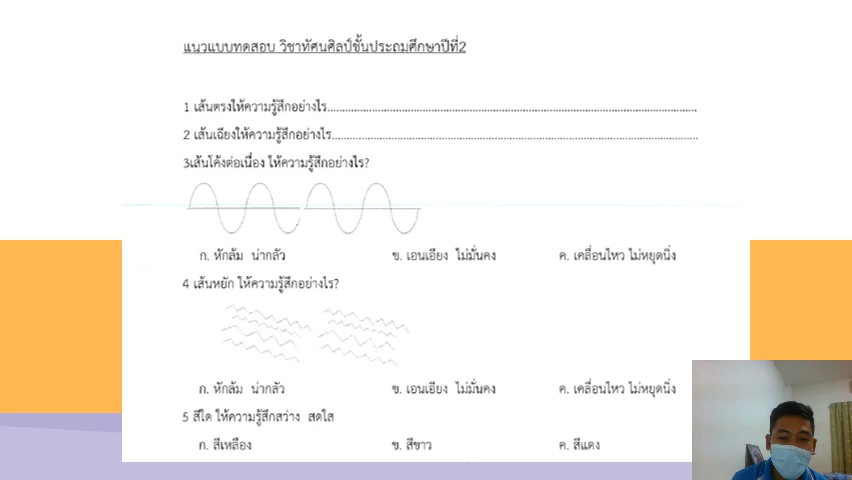 แนวแบบทดสอบ วิชาทัศนศิลป์ชั้นประถมศึกษาปีที่2
1 เส้นตรงให้ความรู้สึกอย่างไร................................................................................................................
2 เส้นเฉียงให้ความรู้สึกอย่างไร...............................................................................................................
3เส้นโค้งต่อเนื่อง ให้ความรู้สึกอย่างไร?
ก. หักล้ม น่ากลัว ข. เอนเอียง ไม่มั่นคง ค. เคลื่อนไหว ไม่หยุดนิ่ง
4 เส้นหยัก ให้ความรู้สึกอย่างไร?
ก. หักล้ม น่ากลัว ข. เอนเอียง ไม่มั่นคง ค. เคลื่อนไหว ไม่หยุดนิ่ง
5 สีใด ให้ความรู้สึกสว่าง สดใส
ก. สีเหลือง ข. สีขาว ค. สีแดง